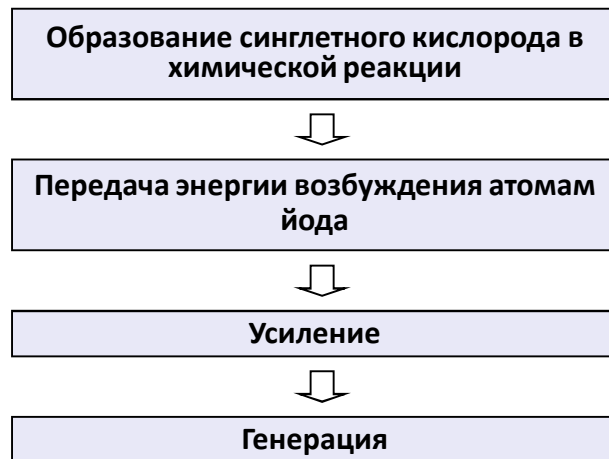 Образование синглетного кислорода в
химической реакции
Передача энергии возбуждения атомам
йода
Усиление
Генерация